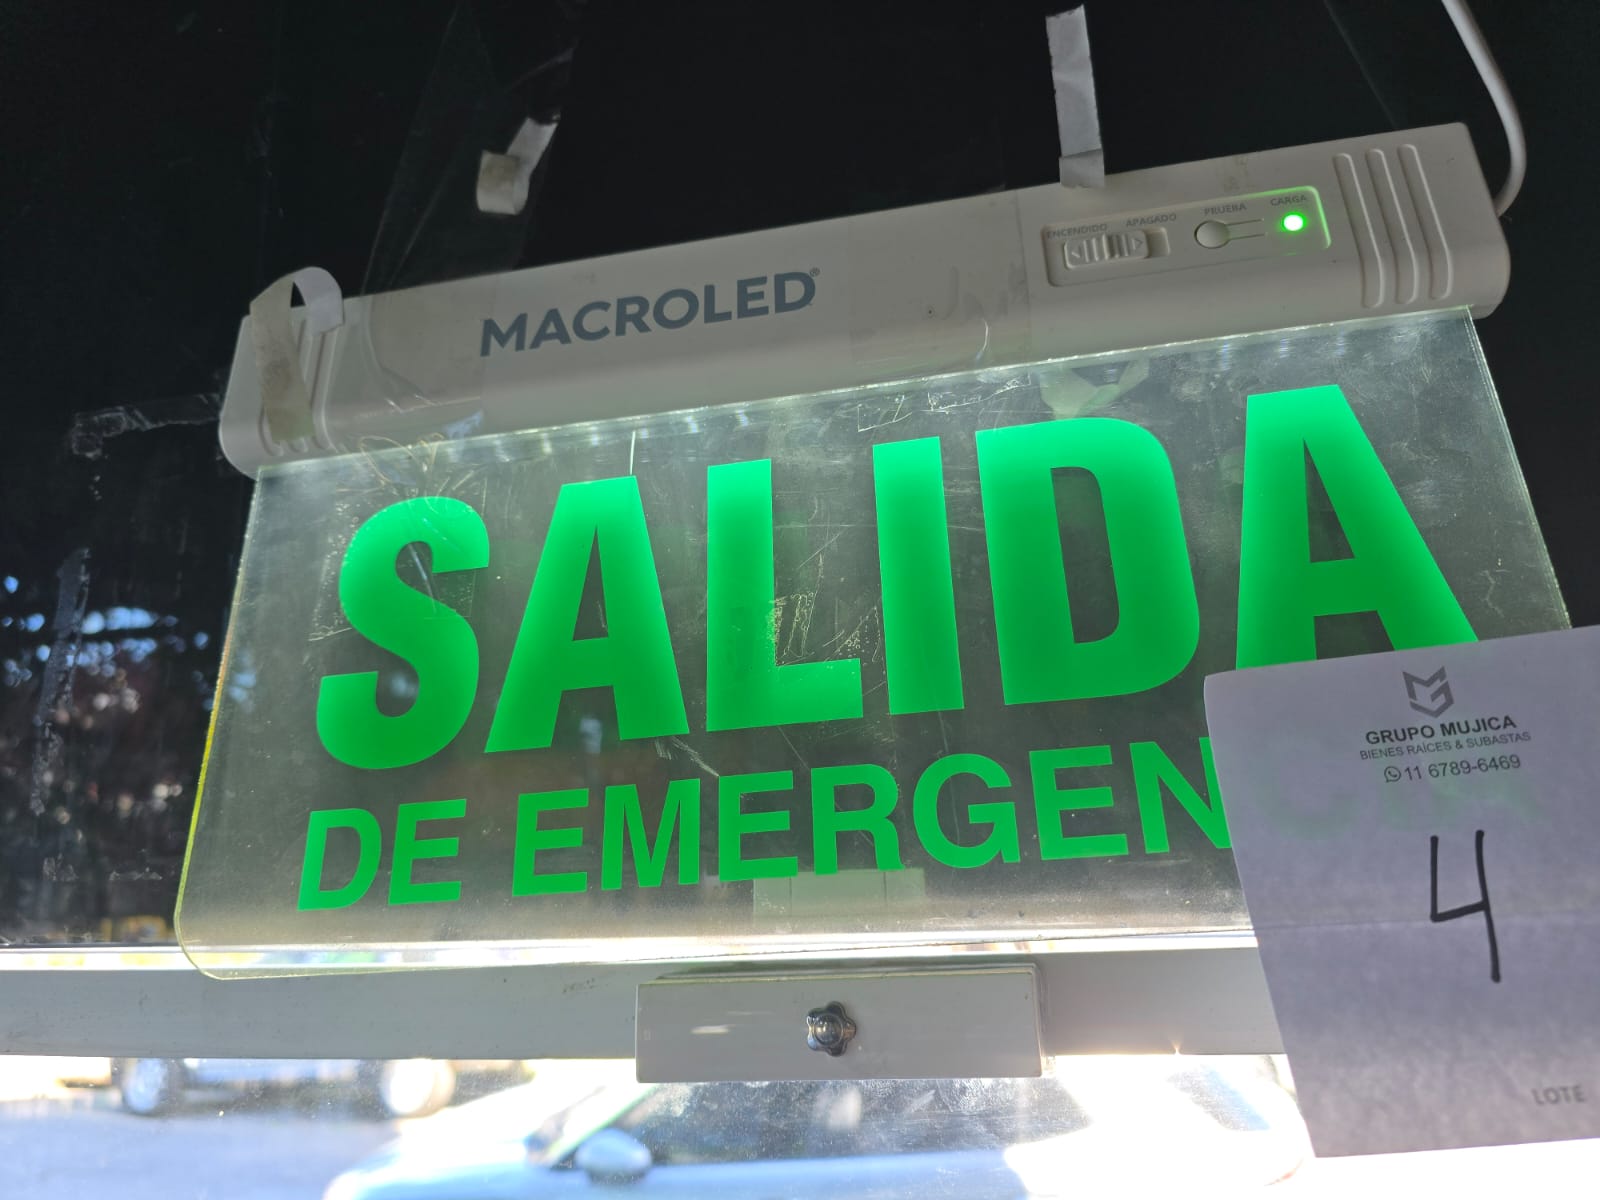 ENCENDIDO APAGADO PRUEBA CARGA
MACROLED®
SALIDA
DE EMERGEN
GRUPO MUJICA
BIENES RAÍCES & SUBASTAS
11 6789-6469
4
LOTE